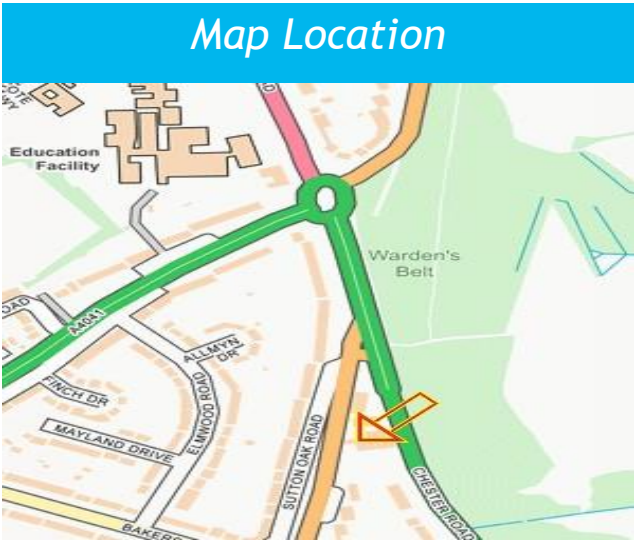 Map Location
Education
Facility
Warden's
Belt
A4041
ALLMYN
DR
FINCH DR
ELMWOOD ROAD
MAYLAND DRIVE
SUTTON OAK ROAD
CHESTER ROAD
BAKERS
OAD